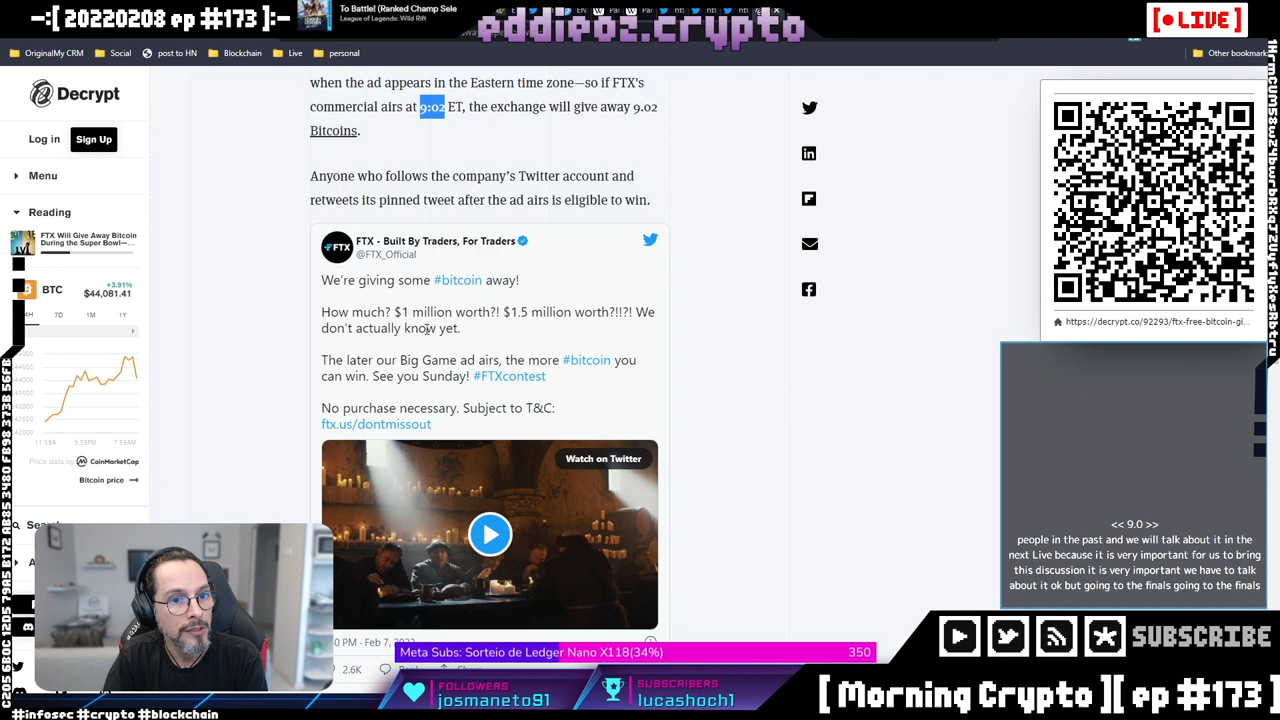 -:[ 20220208 ep #173 ]:-
To Battle! (Ranked Champ Sele
League of Legends: Wild Rift
eddieoz.crypto
[● LIVE ]
OriginalMy CRM
Social
post to HN
Blockchain
Live
personal
Other bookmark
Decrypt
Log in
Sign Up
Menu
Reading
FTX Will Give Away Bitcoin
During the Super Bowl—...
BTC
+3.91%
$44,081.41
7D
1M
1Y
42000
11:59A
9:59PM
7:59AM
Price data by CoinMarketCap
Bitcoin price →
when the ad appears in the Eastern time zone—so if FTX's
commercial airs at 9:02 ET, the exchange will give away 9.02
Bitcoins.
Anyone who follows the company's Twitter account and
retweets its pinned tweet after the ad airs is eligible to win.
FTX - Built By Traders, For Traders
@FTX_Official
We're giving some #bitcoin away!
How much? $1 million worth?! $1.5 million worth?!!?! We
don't actually know yet.
The later our Big Game ad airs, the more #bitcoin you
can win. See you Sunday! #FTXcontest
No purchase necessary. Subject to T&C:
ftx.us/dontmissout
Watch on Twitter
2.6K
https://decrypt.co/92293/ftx-free-bitcoin-gi...
<< 9.0 >>
people in the past and we will talk about it in the
next Live because it is very important for us to bring
this discussion it is very important we have to talk
about it ok but going to the finals going to the finals
Meta Subs: Sorteio de Ledger Nano X118(34%)
350
FOLLOWERS
josmaneto91
SUBSCRIBERS
lucashoch1
SUBSCRIBE
[ Morning Crypto ][ ep #173 ]
#infosec #crypto #blockchain